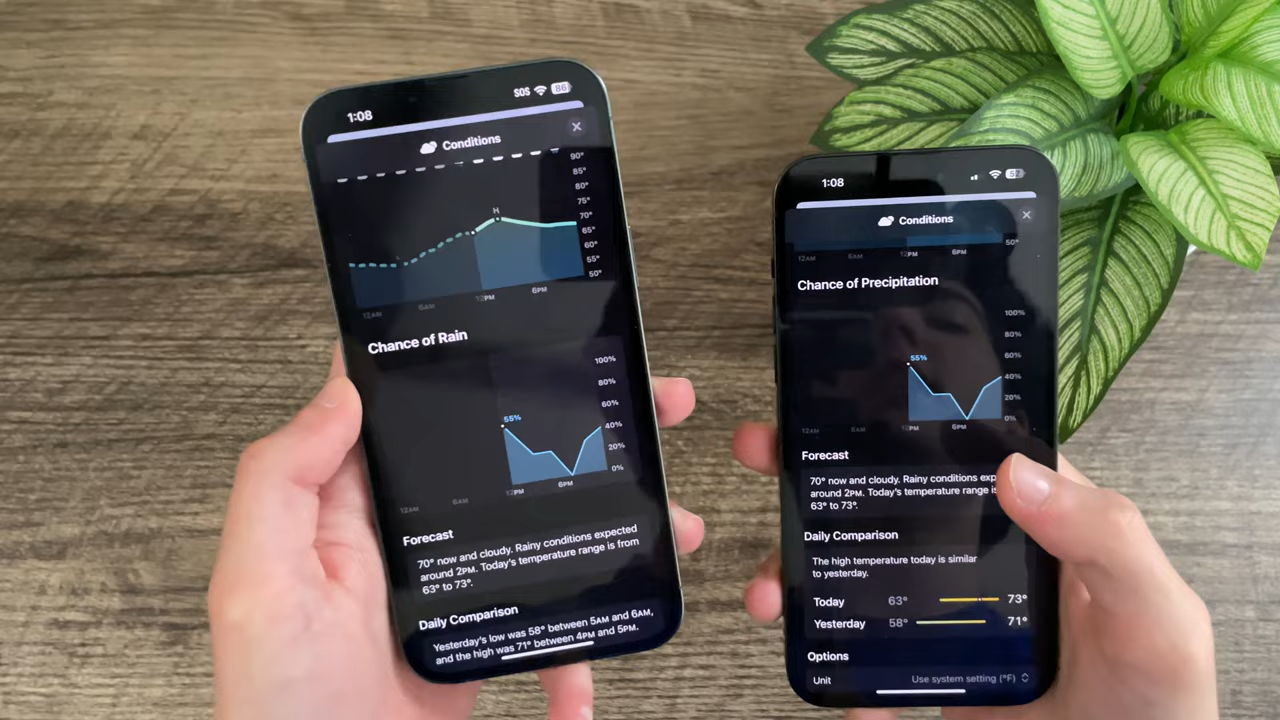 1:08
SOS 86
Conditions
90°
85°
80°
75°
70°
65°
60°
55°
50°
H
12AM 6AM 12PM 6PM
Chance of Rain
100%
80%
60%
40%
20%
0%
55%
12AM 6AM 12PM 6PM
Forecast
70° now and cloudy. Rainy conditions expected
around 2PM. Today's temperature range is from
63° to 73°.
Daily Comparison
Yesterday's low was 58° between 5AM and 6AM,
and the high was 71° between 4PM and 5PM.
1:08
Conditions
50°
12AM 6AM 12PM 6PM
Chance of Precipitation
100%
80%
60%
40%
20%
0%
55%
12AM 6AM 12PM 6PM
Forecast
70° now and cloudy. Rainy conditions exp
around 2PM. Today's temperature range is
63° to 73°.
Daily Comparison
The high temperature today is similar
to yesterday.
Today 63° 73°
Yesterday 58° 71°
Options
Unit Use system setting (°F)